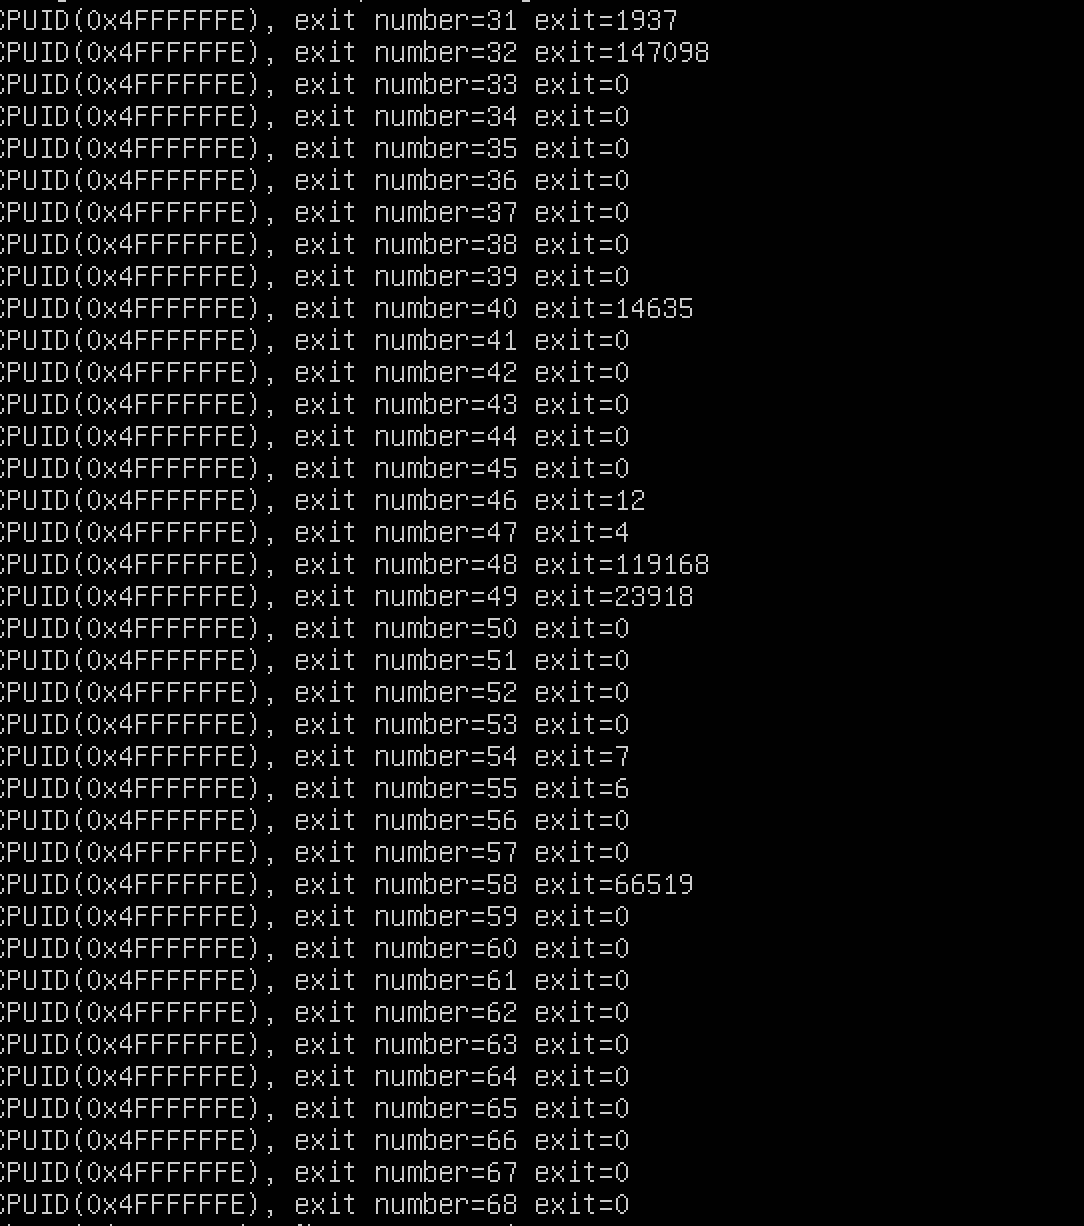 CPUID(0x4FFFFFFE), exit number=31 exit=1937
CPUID(0x4FFFFFFE), exit number=32 exit=147098
CPUID(0x4FFFFFFE), exit number=33 exit=0
CPUID(0x4FFFFFFE), exit number=34 exit=0
CPUID(0x4FFFFFFE), exit number=35 exit=0
CPUID(0x4FFFFFFE), exit number=36 exit=0
CPUID(0x4FFFFFFE), exit number=37 exit=0
CPUID(0x4FFFFFFE), exit number=38 exit=0
CPUID(0x4FFFFFFE), exit number=39 exit=0
CPUID(0x4FFFFFFE), exit number=40 exit=14635
CPUID(0x4FFFFFFE), exit number=41 exit=0
CPUID(0x4FFFFFFE), exit number=42 exit=0
CPUID(0x4FFFFFFE), exit number=43 exit=0
CPUID(0x4FFFFFFE), exit number=44 exit=0
CPUID(0x4FFFFFFE), exit number=45 exit=0
CPUID(0x4FFFFFFE), exit number=46 exit=12
CPUID(0x4FFFFFFE), exit number=47 exit=4
CPUID(0x4FFFFFFE), exit number=48 exit=119168
CPUID(0x4FFFFFFE), exit number=49 exit=23918
CPUID(0x4FFFFFFE), exit number=50 exit=0
CPUID(0x4FFFFFFE), exit number=51 exit=0
CPUID(0x4FFFFFFE), exit number=52 exit=0
CPUID(0x4FFFFFFE), exit number=53 exit=0
CPUID(0x4FFFFFFE), exit number=54 exit=7
CPUID(0x4FFFFFFE), exit number=55 exit=6
CPUID(0x4FFFFFFE), exit number=56 exit=0
CPUID(0x4FFFFFFE), exit number=57 exit=0
CPUID(0x4FFFFFFE), exit number=58 exit=66519
CPUID(0x4FFFFFFE), exit number=59 exit=0
CPUID(0x4FFFFFFE), exit number=60 exit=0
CPUID(0x4FFFFFFE), exit number=61 exit=0
CPUID(0x4FFFFFFE), exit number=62 exit=0
CPUID(0x4FFFFFFE), exit number=63 exit=0
CPUID(0x4FFFFFFE), exit number=64 exit=0
CPUID(0x4FFFFFFE), exit number=65 exit=0
CPUID(0x4FFFFFFE), exit number=66 exit=0
CPUID(0x4FFFFFFE), exit number=67 exit=0
CPUID(0x4FFFFFFE), exit number=68 exit=0